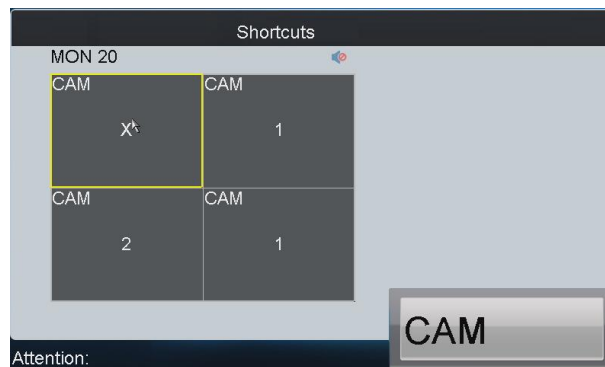 Shortcuts
MON 20
CAM CAM
X 1
CAM CAM
2 1
CAM
Attention: